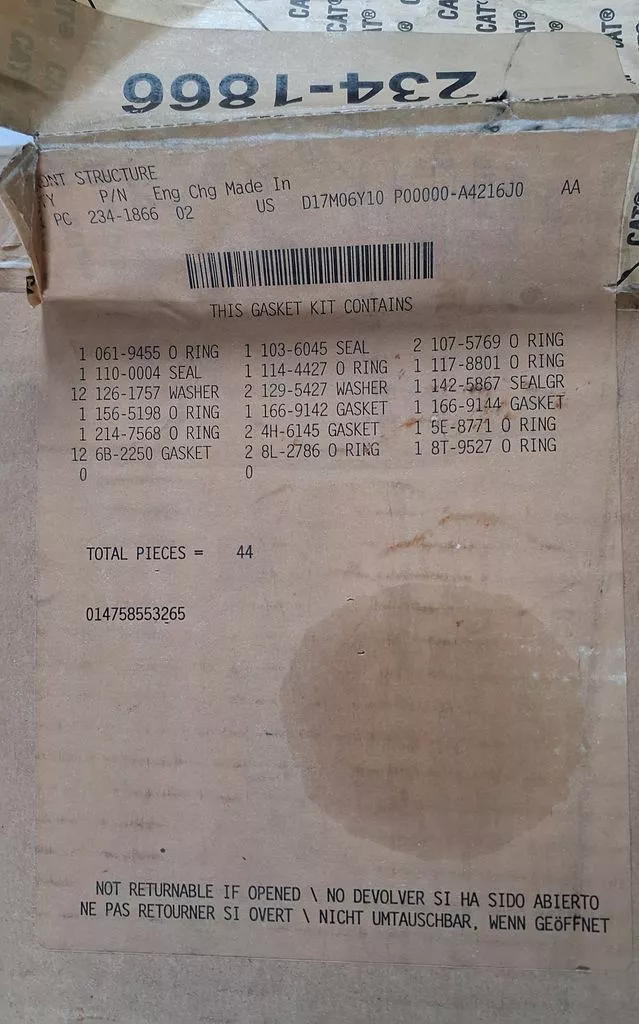 CAT® CAT® CAT® CAT® CAT®
234-1866
ONT STRUCTURE
Y P/N Eng Chg Made In
PC 234-1866 02 US D17M06Y10 P00000-A4216J0 AA
THIS GASKET KIT CONTAINS
1 061-9455 O RING 1 103-6045 SEAL 2 107-5769 O RING
1 110-0004 SEAL 1 114-4427 O RING 1 117-8801 O RING
12 126-1757 WASHER 2 129-5427 WASHER 1 142-5867 SEALGR
1 156-5198 O RING 1 166-9142 GASKET 1 166-9144 GASKET
1 214-7568 O RING 2 4H-6145 GASKET 1 5E-8771 O RING
12 6B-2250 GASKET 2 8L-2786 O RING 1 8T-9527 O RING
0 0
TOTAL PIECES = 44
014758553265
NOT RETURNABLE IF OPENED \ NO DEVOLVER SI HA SIDO ABIERTO
NE PAS RETOURNER SI OVERT \ NICHT UMTAUSCHBAR, WENN GEÖFFNET